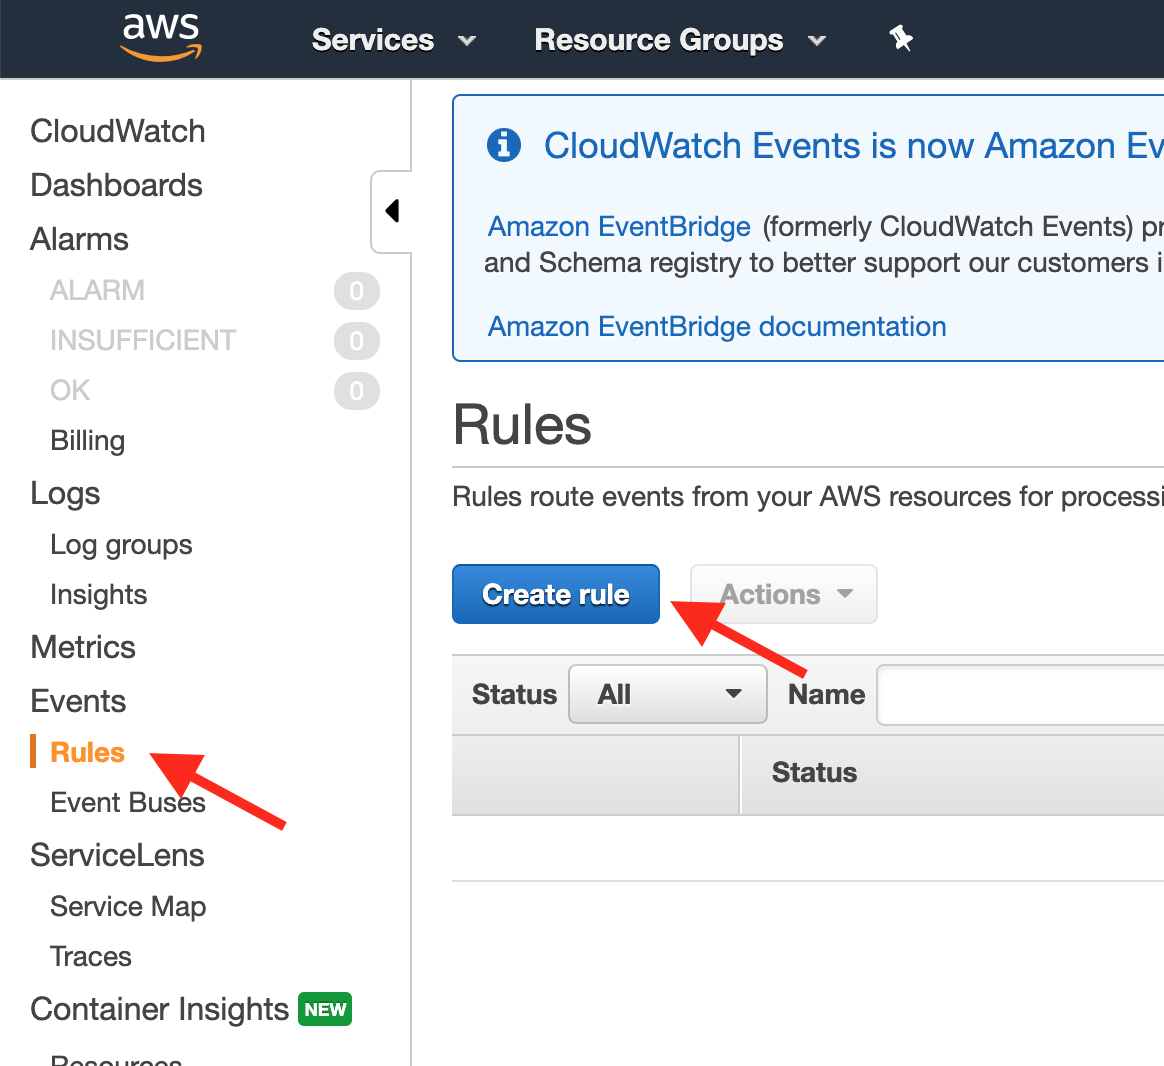 aws
Services
Resource Groups
CloudWatch
Dashboards
Alarms
ALARM 0
INSUFFICIENT 0
OK 0
Billing
Logs
Log groups
Insights
Metrics
Events
Rules
Event Buses
ServiceLens
Service Map
Traces
Container Insights NEW
Resources
CloudWatch Events is now Amazon Ev
Amazon EventBridge (formerly CloudWatch Events) pr
and Schema registry to better support our customers i
Amazon EventBridge documentation
Rules
Rules route events from your AWS resources for processi
Create rule
Actions
Status All Name
Status